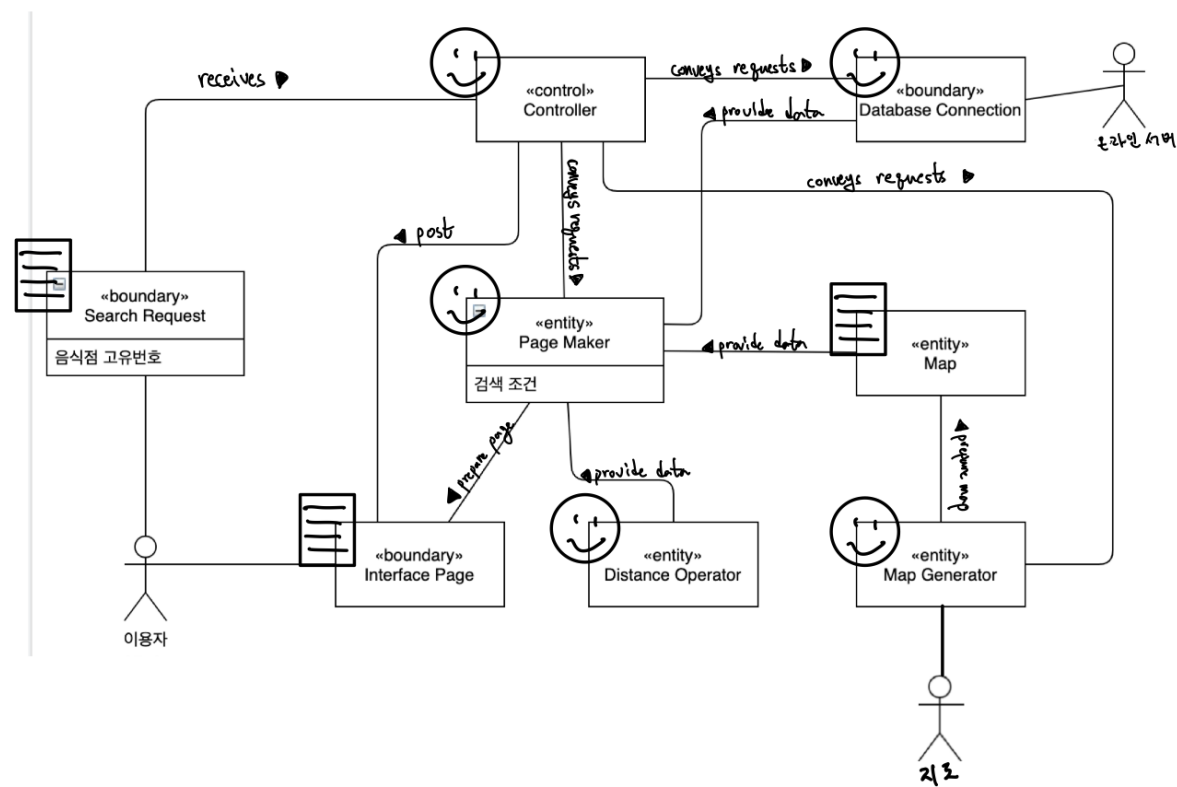 receives ▶
«control»
Controller
conveys requests ▶
«boundary»
Database Connection
◀ provide data
온라인 서버
conveys requests ▶
conveys requests ▶
◀ post
«boundary»
Search Request
음식점 고유번호
«entity»
Page Maker
검색 조건
◀ provide data
«entity»
Map
◀ prepare page
◀ provide data
◀ prepare map
«boundary»
Interface Page
«entity»
Distance Operator
«entity»
Map Generator
이용자
지도